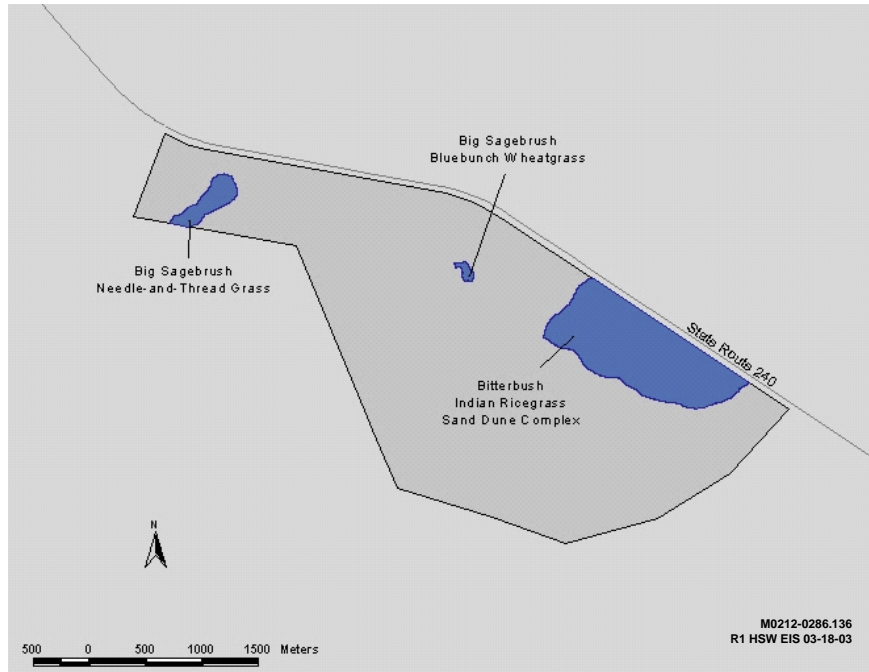 Big Sagebrush
Bluebunch Wheatgrass
Big Sagebrush
Needle-and-Thread Grass
State Route 240
Bitterbush
Indian Ricegrass
Sand Dune Complex
N
M0212-0286.136
R1 HSW EIS 03-18-03
500 0 500 1000 1500 Meters